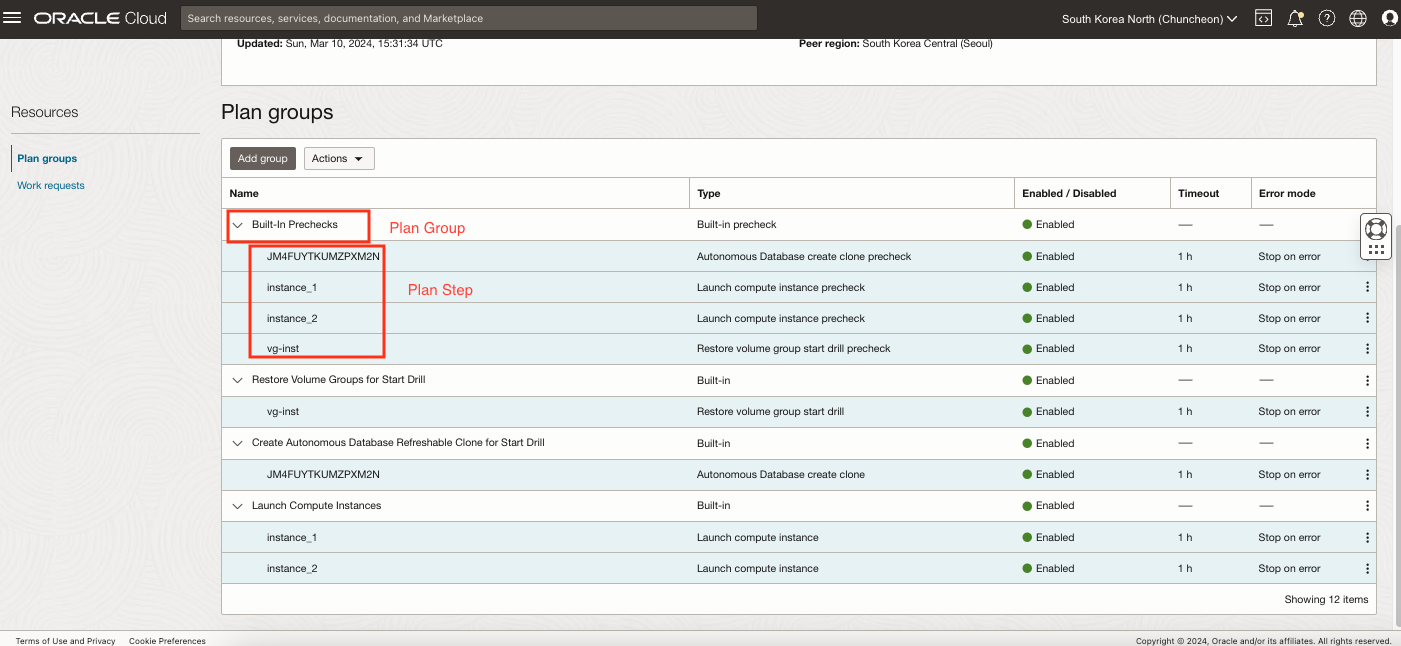 ORACLE Cloud
Search resources, services, documentation, and Marketplace
South Korea North (Chuncheon)
Updated: Sun, Mar 10, 2024, 15:31:34 UTC
Peer region: South Korea Central (Seoul)
Resources
Plan groups
Work requests
Plan groups
Add group Actions
Name Type Enabled / Disabled Timeout Error mode
Built-In Prechecks Plan Group Built-in precheck Enabled — —
JM4FUYTKUMZPXM2N Autonomous Database create clone precheck Enabled 1 h Stop on error
instance_1 Plan Step Launch compute instance precheck Enabled 1 h Stop on error
instance_2 Launch compute instance precheck Enabled 1 h Stop on error
vg-inst Restore volume group start drill precheck Enabled 1 h Stop on error
Restore Volume Groups for Start Drill Built-in Enabled — —
vg-inst Restore volume group start drill Enabled 1 h Stop on error
Create Autonomous Database Refreshable Clone for Start Drill Built-in Enabled — —
JM4FUYTKUMZPXM2N Autonomous Database create clone Enabled 1 h Stop on error
Launch Compute Instances Built-in Enabled — —
instance_1 Launch compute instance Enabled 1 h Stop on error
instance_2 Launch compute instance Enabled 1 h Stop on error
Showing 12 items
Terms of Use and Privacy Cookie Preferences
Copyright © 2024, Oracle and/or its affiliates. All rights reserved.